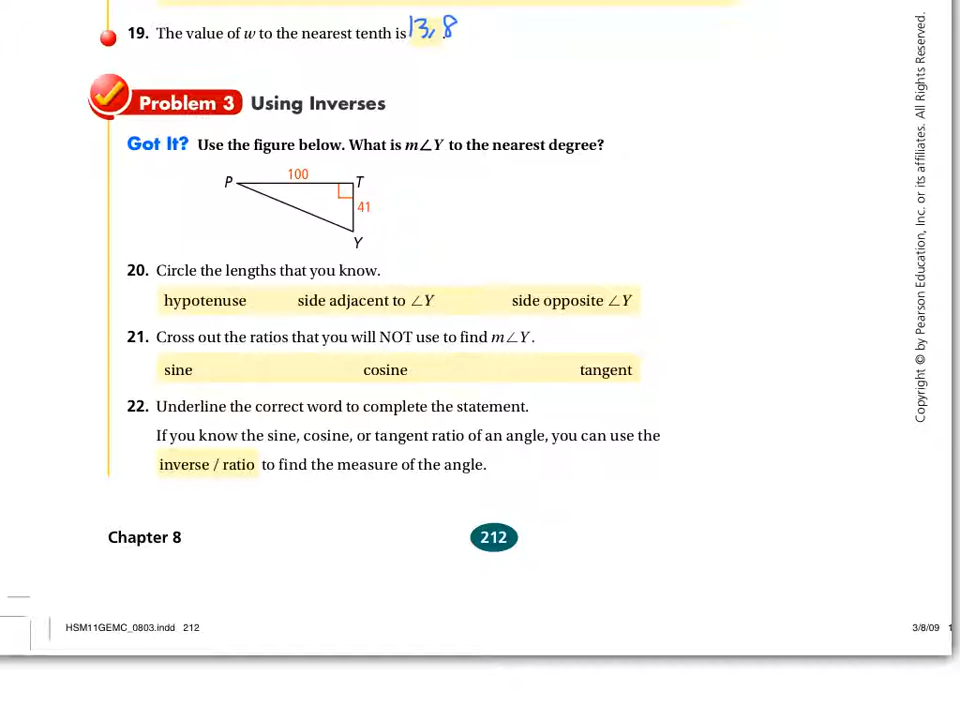 19. The value of w to the nearest tenth is 13,8.
Problem 3 Using Inverses
Got It? Use the figure below. What is m∠Y to the nearest degree?
P 100 T
41
Y
20. Circle the lengths that you know.
hypotenuse side adjacent to ∠Y side opposite ∠Y
21. Cross out the ratios that you will NOT use to find m∠Y.
sine cosine tangent
22. Underline the correct word to complete the statement.
If you know the sine, cosine, or tangent ratio of an angle, you can use the
inverse / ratio to find the measure of the angle.
Chapter 8 212
HSM11GEMC_0803.indd 212 3/8/09
Copyright © by Pearson Education, Inc. or its affiliates. All Rights Reserved.